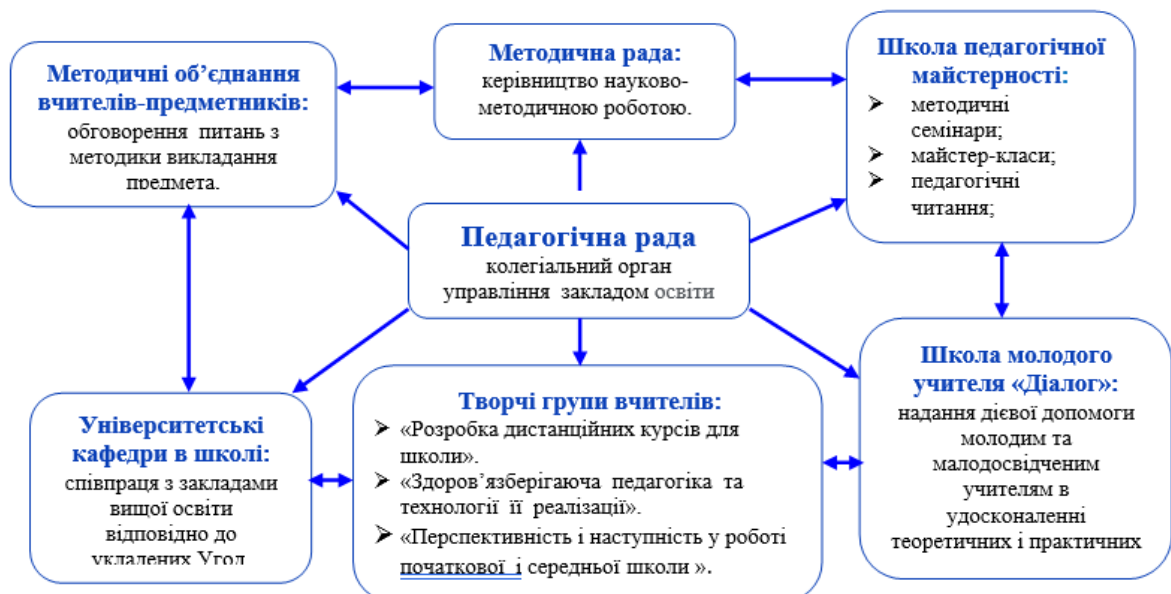 Методичні об’єднання
вчителів-предметників:
обговорення питань з
методики викладання
предмета.
Методична рада:
керівництво науково-
методичною роботою.
Школа педагогічної
майстерності:
➢ методичні
семінари;
➢ майстер-класи;
➢ педагогічні
читання;
Педагогічна рада
колегіальний орган
управління закладом освіти
Університетські
кафедри в школі:
співпраця з закладами
вищої освіти
відповідно до
укладених Угод
Творчі групи вчителів:
➢ «Розробка дистанційних курсів для
школи».
➢ «Здоров’язберігаюча педагогіка та
технології її реалізації».
➢ «Перспективність і наступність у роботі
початкової і середньої школи ».
Школа молодого
учителя «Діалог»:
надання дієвої допомоги
молодим та
малодосвідченим
учителям в
удосконаленні
теоретичних і практичних